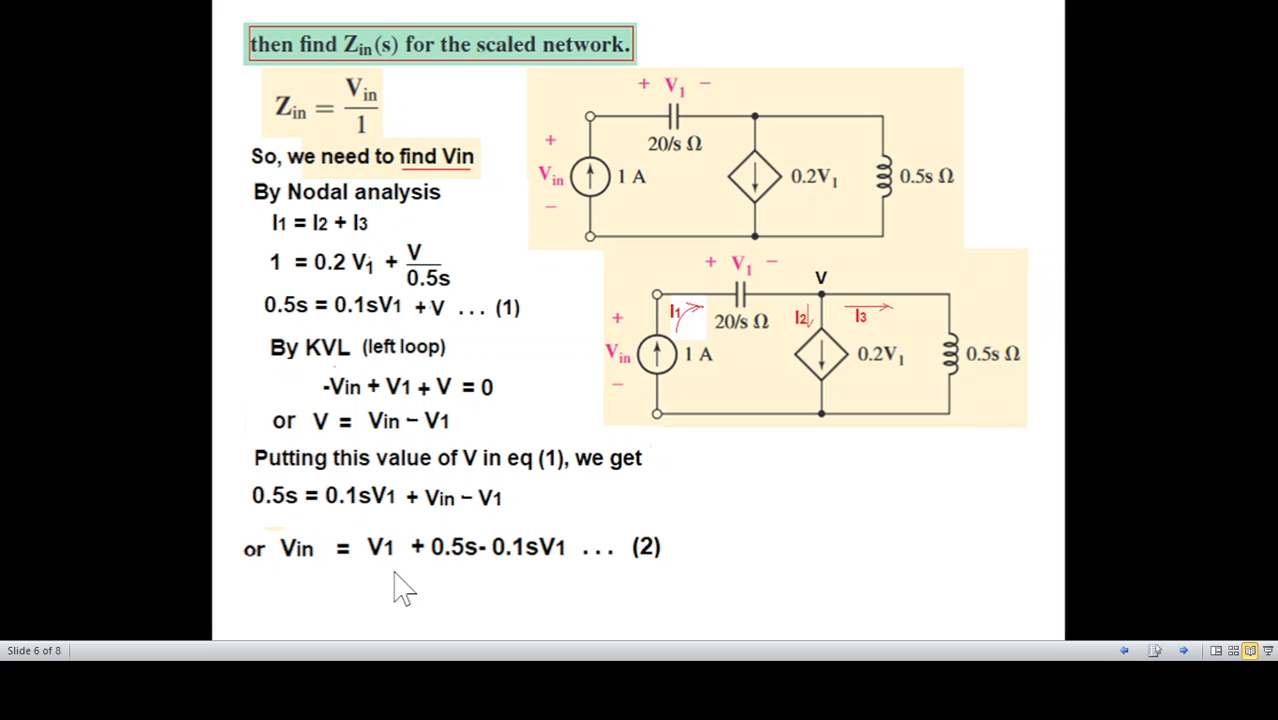 then find Zin(s) for the scaled network.
Zin = Vin / 1
So, we need to find Vin
By Nodal analysis
I1 = I2 + I3
1 = 0.2 V1 + V / 0.5s
0.5s = 0.1sV1 + V ... (1)
By KVL (left loop)
-Vin + V1 + V = 0
or V = Vin - V1
Putting this value of V in eq (1), we get
0.5s = 0.1sV1 + Vin - V1
or Vin = V1 + 0.5s- 0.1sV1 ... (2)
+ V1 −
20/s Ω
+
Vin
−
1 A
0.2V1
0.5s Ω
+ V1 −
V
I1
20/s Ω
I2
I3
+
Vin
−
1 A
0.2V1
0.5s Ω
Slide 6 of 8